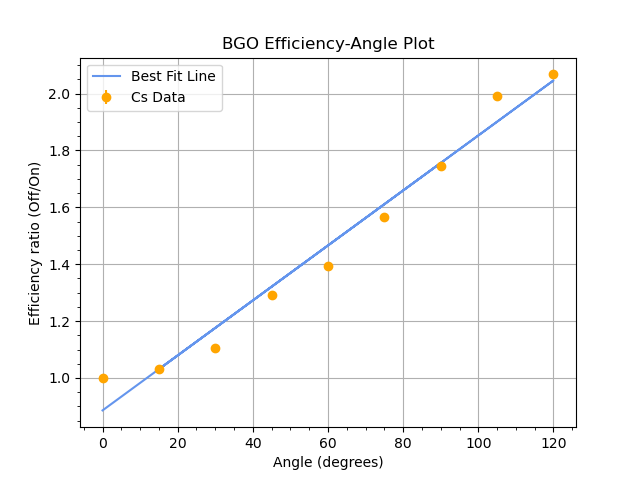 BGO Efficiency-Angle Plot
Best Fit Line
Cs Data
Efficiency ratio (Off/On)
2.0
1.8
1.6
1.4
1.2
1.0
0 20 40 60 80 100 120
Angle (degrees)